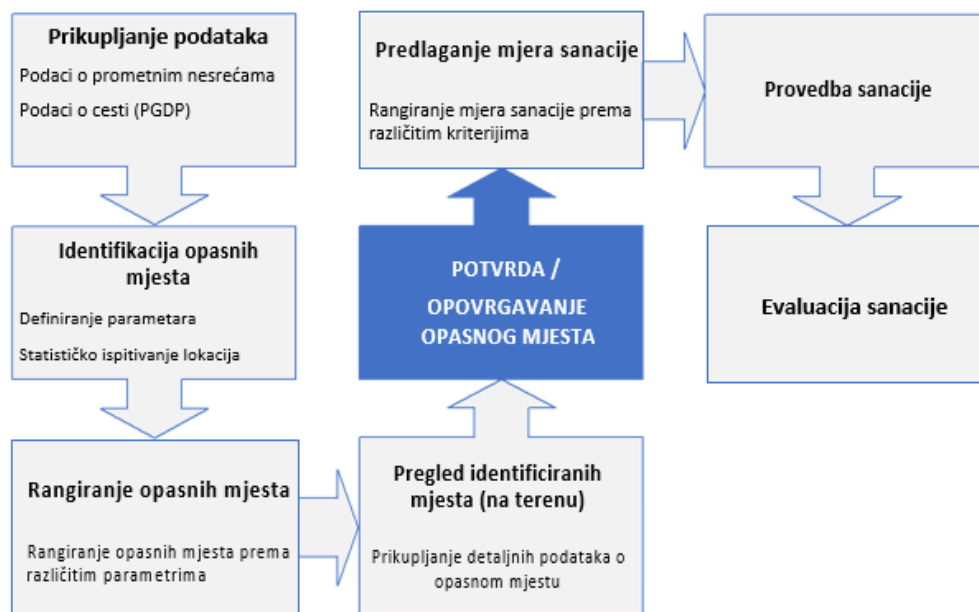 Prikupljanje podataka
Podaci o prometnim nesrećama
Podaci o cesti (PGDP)
Identifikacija opasnih
mjesta
Definiranje parametara
Statističko ispitivanje lokacija
Rangiranje opasnih mjesta
Rangiranje opasnih mjesta prema
različitim parametrima
Pregled identificiranih
mjesta (na terenu)
Prikupljanje detaljnih podataka o
opasnom mjestu
POTVRDA /
OPOVRGAVANJE
OPASNOG MJESTA
Predlaganje mjera sanacije
Rangiranje mjera sanacije prema
različitim kriterijima
Provedba sanacije
Evaluacija sanacije